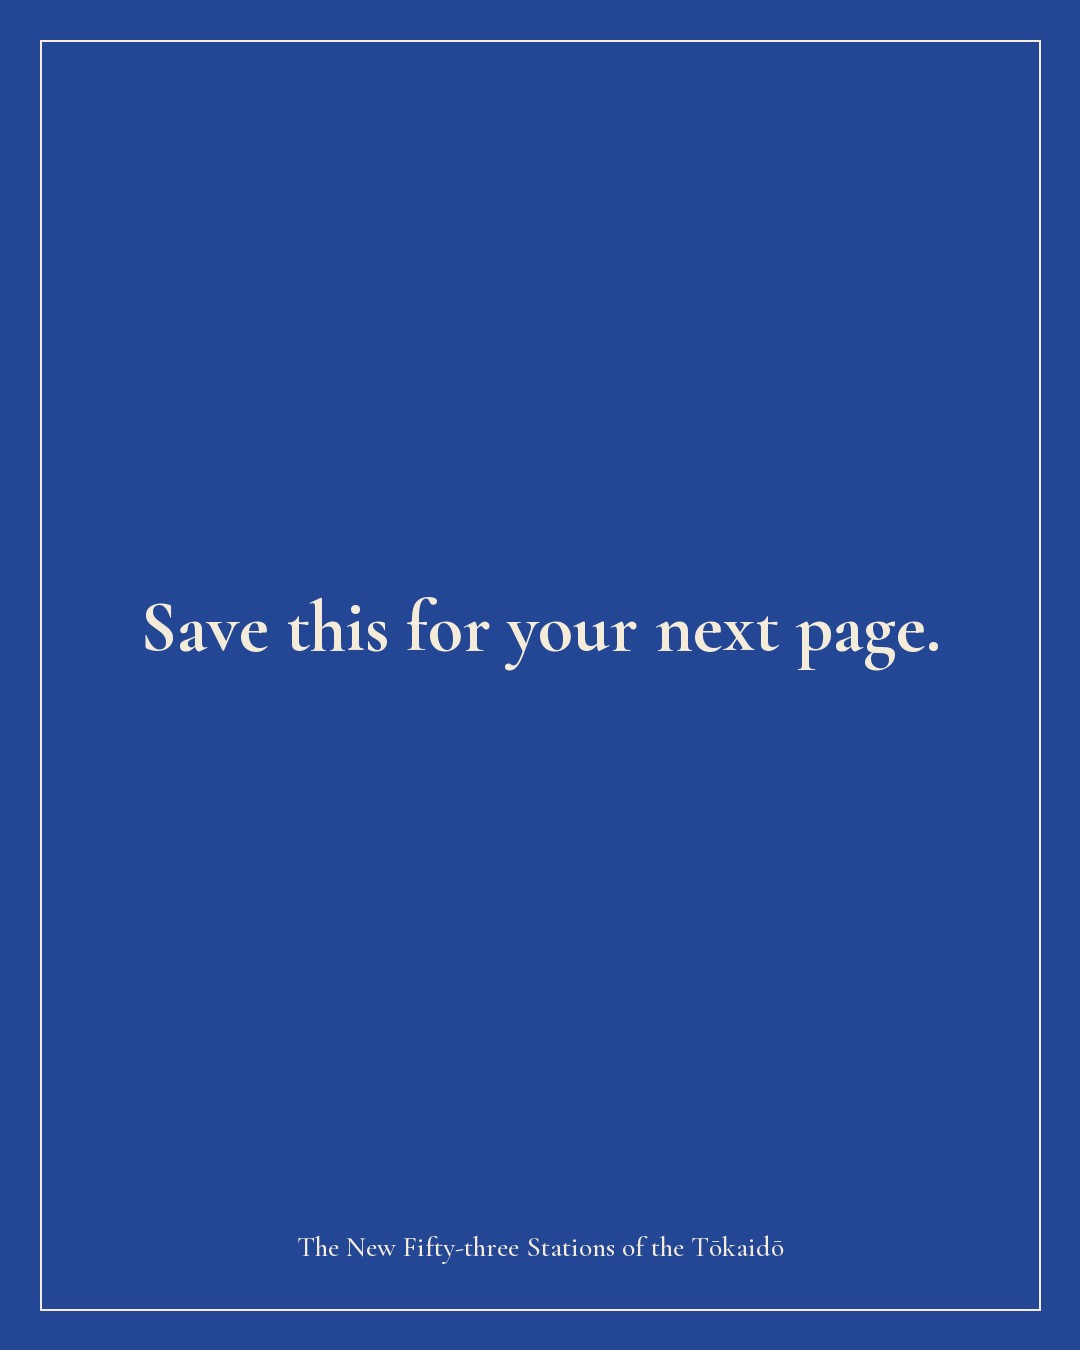 Save this for your next page.
The New Fifty-three Stations of the Tōkaidō